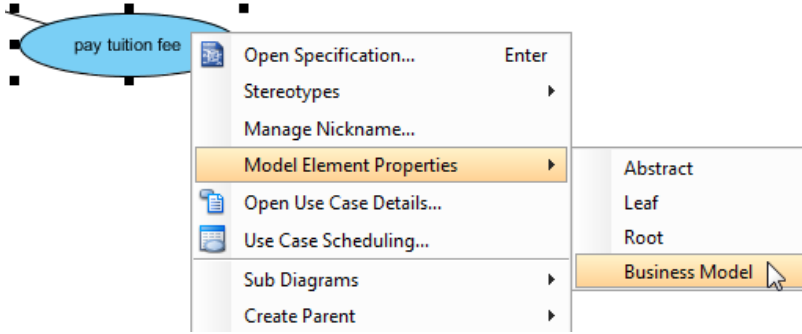 pay tuition fee
Open Specification... Enter
Stereotypes
Manage Nickname...
Model Element Properties
Abstract
Open Use Case Details...
Leaf
Use Case Scheduling...
Root
Business Model
Sub Diagrams
Create Parent